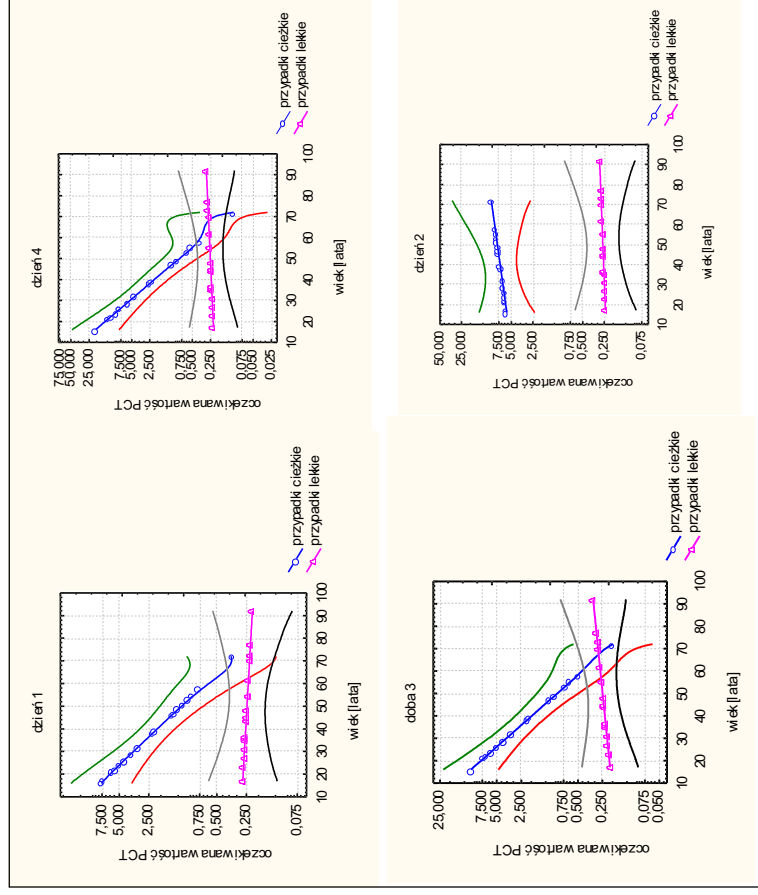 dzień 1
7,500
5,000
2,500
0,750
0,500
0,250
0,075
10 20 30 40 50 60 70 80 90 100
wiek [lata]
oczekiwana wartość PCT
przypadki cieżkie
przypadki lekkie
dzień 4
75,000
50,000
25,000
7,500
5,000
2,500
0,750
0,500
0,250
0,075
0,050
0,025
10 20 30 40 50 60 70 80 90 100
wiek [lata]
oczekiwana wartość PCT
przypadki cieżkie
przypadki lekkie
doba 3
25,000
7,500
5,000
2,500
0,750
0,500
0,250
0,075
0,050
10 20 30 40 50 60 70 80 90 100
wiek [lata]
oczekiwana wartość PCT
przypadki cieżkie
przypadki lekkie
dzień 2
50,000
25,000
7,500
5,000
2,500
0,750
0,500
0,250
0,075
10 20 30 40 50 60 70 80 90 100
wiek [lata]
oczekiwana wartość PCT
przypadki cieżkie
przypadki lekkie